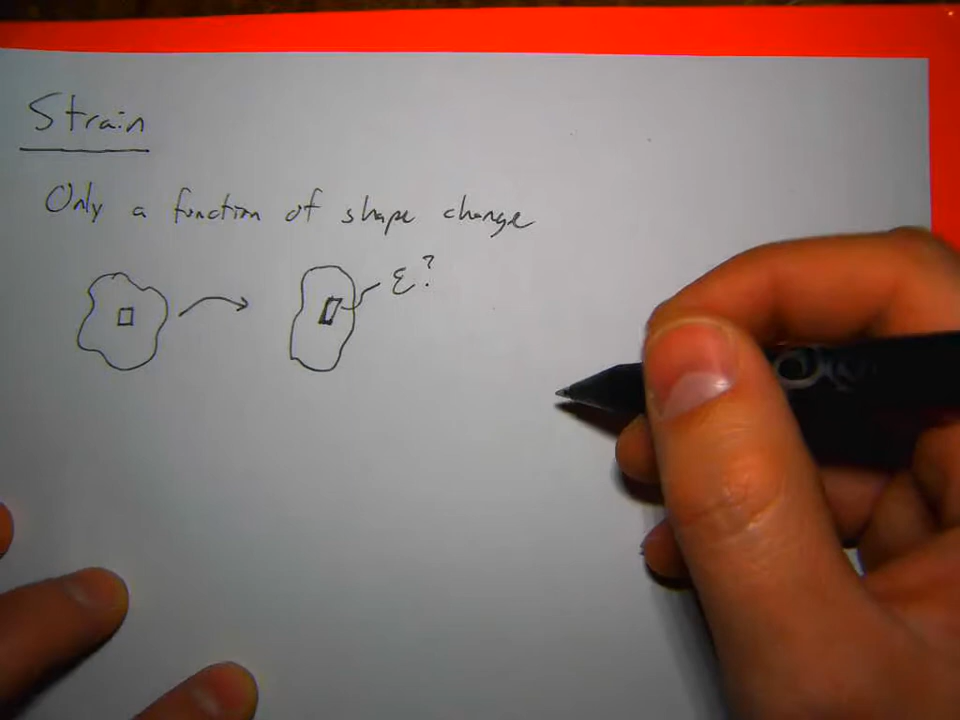 Strain
Only a function of shape change
ε?